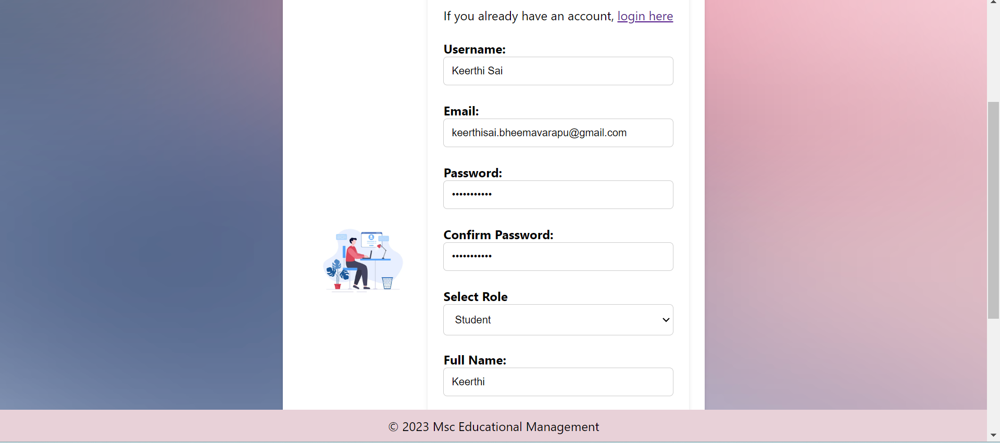 If you already have an account, login here
Username:
Keerthi Sai
Email:
keerthisai.bheemavarapu@gmail.com
Password:
•••••••••••
Confirm Password:
•••••••••••
Select Role
Student
Full Name:
Keerthi
© 2023 Msc Educational Management